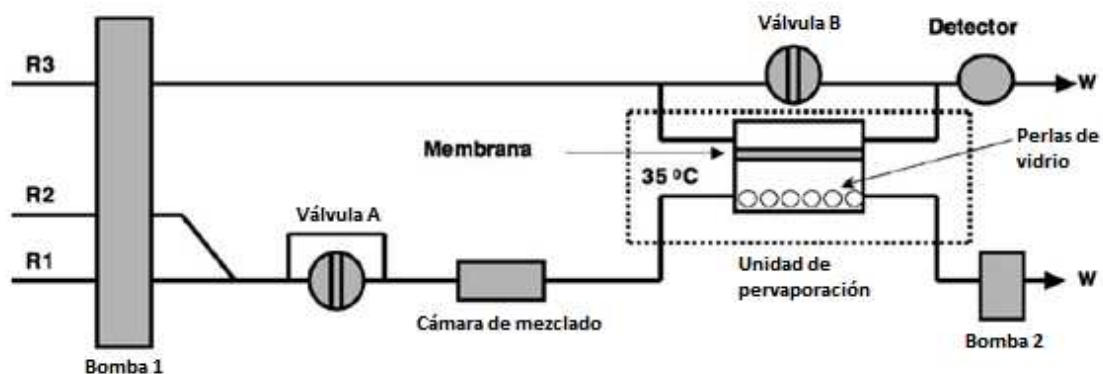 Válvula B
Detector
R3
W
Membrana
Perlas de
vidrio
35 ºC
R2
Válvula A
R1
Unidad de
pervaporación
W
Cámara de mezclado
Bomba 2
Bomba 1